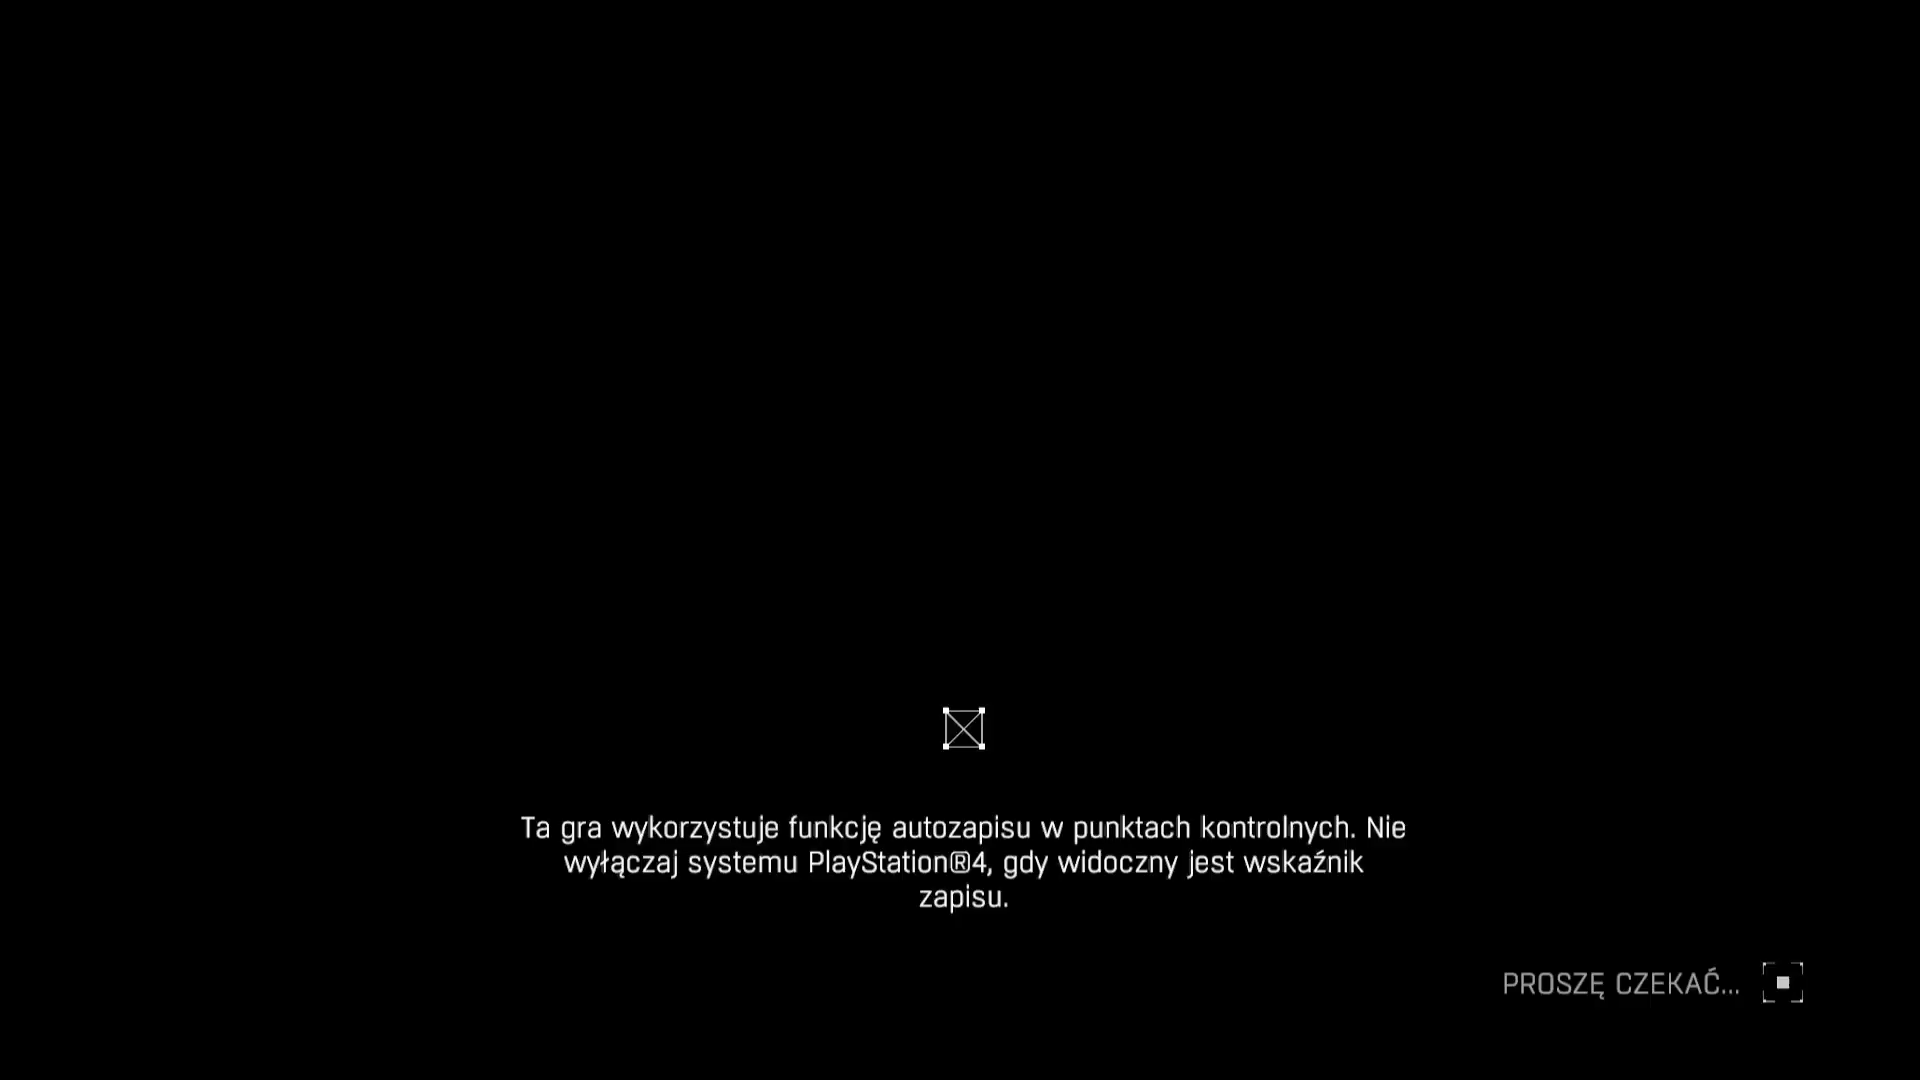 Ta gra wykorzystuje funkcję autozapisu w punktach kontrolnych. Nie
wyłączaj systemu PlayStation®4, gdy widoczny jest wskaźnik
zapisu.
PROSZĘ CZEKAĆ...